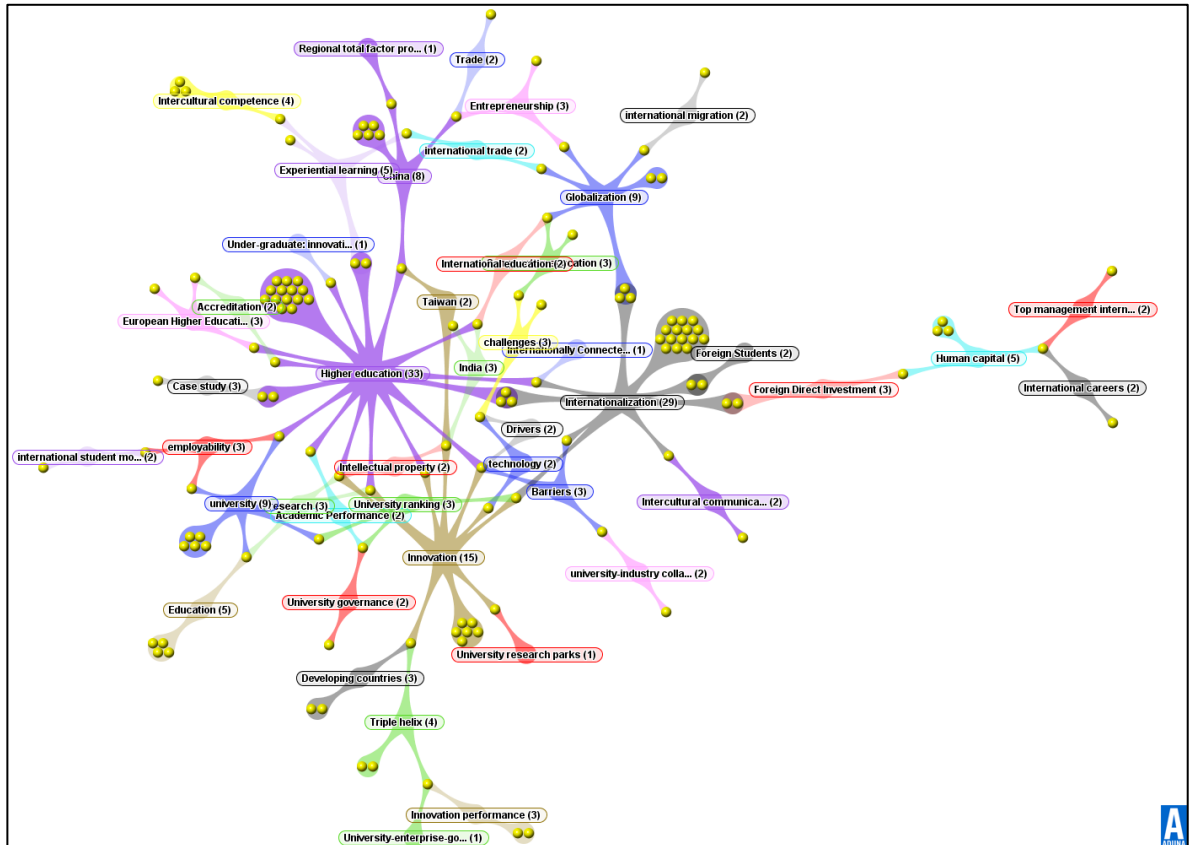 Regional total factor pro... (1)
Trade (2)
Intercultural competence (4)
Entrepreneurship (3)
international migration (2)
international trade (2)
Experiential learning (5)
China (8)
Globalization (9)
Under-graduate: innovati... (1)
International education (2)
cation (3)
Accreditation (2)
Taiwan (2)
European Higher Educati... (3)
challenges (3)
Internationally Connecte... (1)
Foreign Students (2)
Top management intern... (2)
Human capital (5)
India (3)
Higher education (33)
Case study (3)
Foreign Direct Investment (3)
International careers (2)
Internationalization (29)
Drivers (2)
employability (3)
international student mo... (2)
Intellectual property (2)
technology (2)
Barriers (3)
Intercultural communica... (2)
university (9)
esearch (3)
University ranking (3)
Academic Performance (2)
Innovation (15)
university-industry colla... (2)
University governance (2)
Education (5)
University research parks (1)
Developing countries (3)
Triple helix (4)
Innovation performance (3)
University-enterprise-go... (1)
A
ADUNA